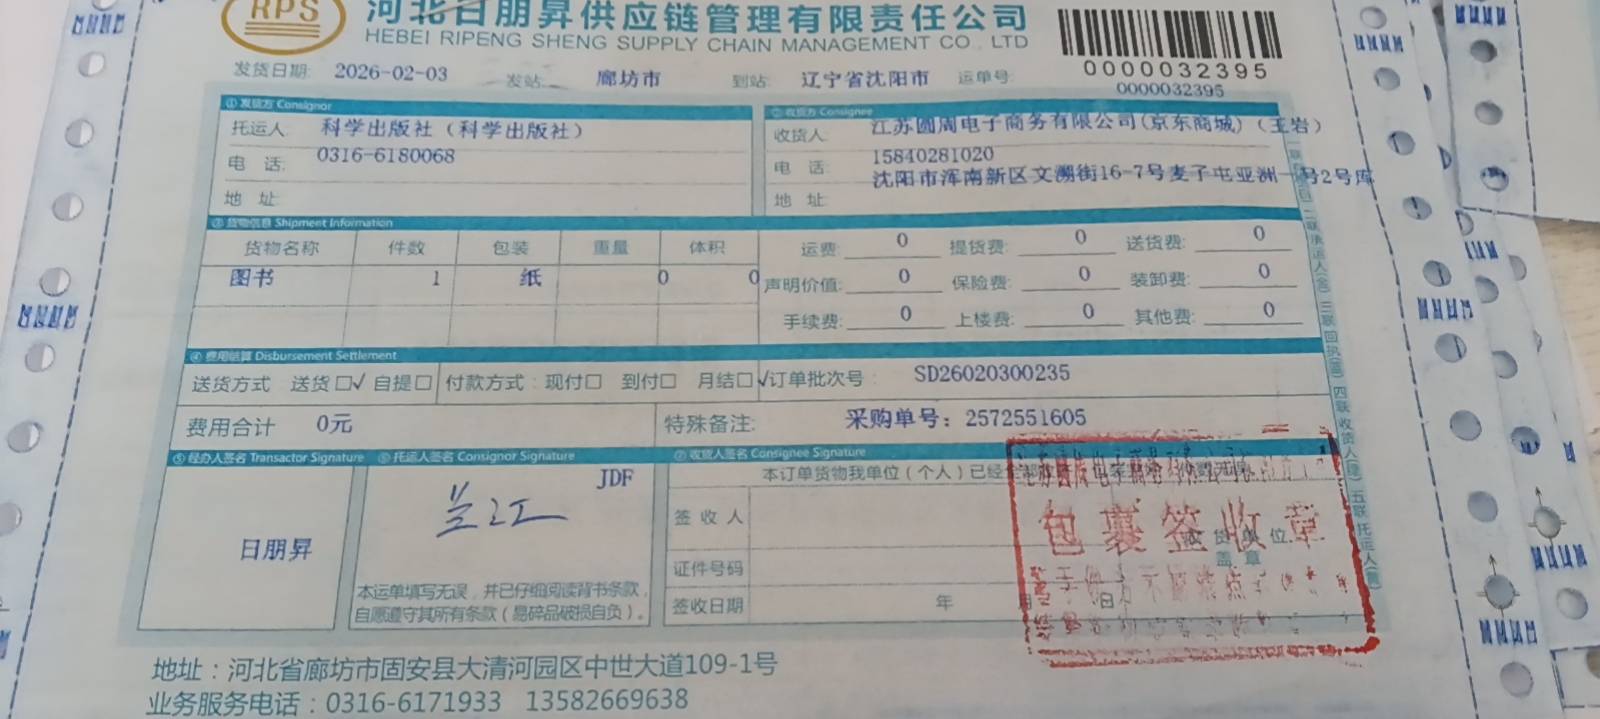 RPS 河北日朋昇供应链管理有限责任公司
HEBEI RIPENG SHENG SUPPLY CHAIN MANAGEMENT CO., LTD
0000032395
发货日期: 2026-02-03 发站: 廊坊市 到站: 辽宁省沈阳市 运单号: 0000032395
①发货方 Consignor
托运人 科学出版社（科学出版社）
电 话: 0316-6180068
地 址:
②收货方 Consignee
收货人 江苏圆周电子商务有限公司(京东商城)（王岩）
电 话: 15840281020
地 址: 沈阳市浑南新区文溯街16-7号麦子屯亚洲一号2号库
③货物信息 Shipment Information
货物名称 件数 包装 重量 体积
图书 1 纸 0 0
运费: 0 提货费: 0 送货费: 0
声明价值: 0 保险费: 0 装卸费: 0
手续费: 0 上楼费: 0 其他费: 0
④费用结算 Disbursement Settlement
送货方式 送货□√ 自提□ 付款方式: 现付□ 到付□ 月结□√ 订单批次号: SD26020300235
费用合计 0元 特殊备注: 采购单号: 2572551605
⑤经办人签名 Transactor Signature
日朋昇
⑥托运人签名 Consignor Signature
JDF
兰江
本运单填写无误，并已仔细阅读背书条款，
自愿遵守其所有条款（易碎品破损自负）。
⑦收货人签名 Consignee Signature
本订单货物我单位（个人）已经
签收人
证件号码
签收日期 年 月 日
收货单位
盖 章
包裹签收章
地址：河北省廊坊市固安县大清河园区中世大道109-1号
业务服务电话：0316-6171933 13582669638